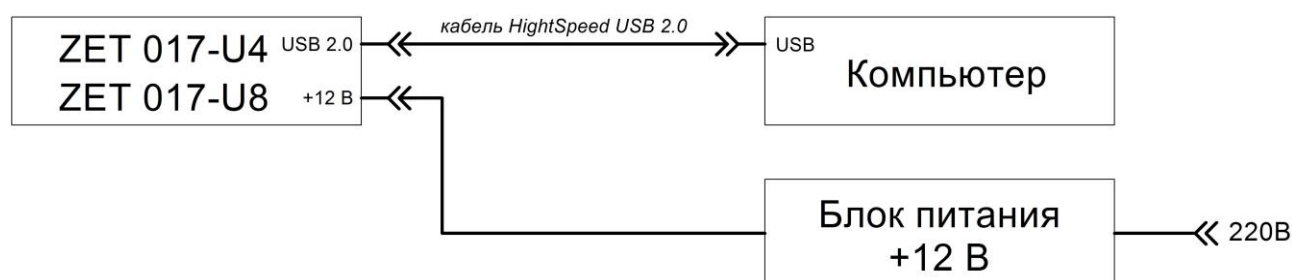 кабель HightSpeed USB 2.0
ZET 017-U4 USB 2.0
USB
ZET 017-U8 +12 В
Компьютер
Блок питания
+12 В
220В